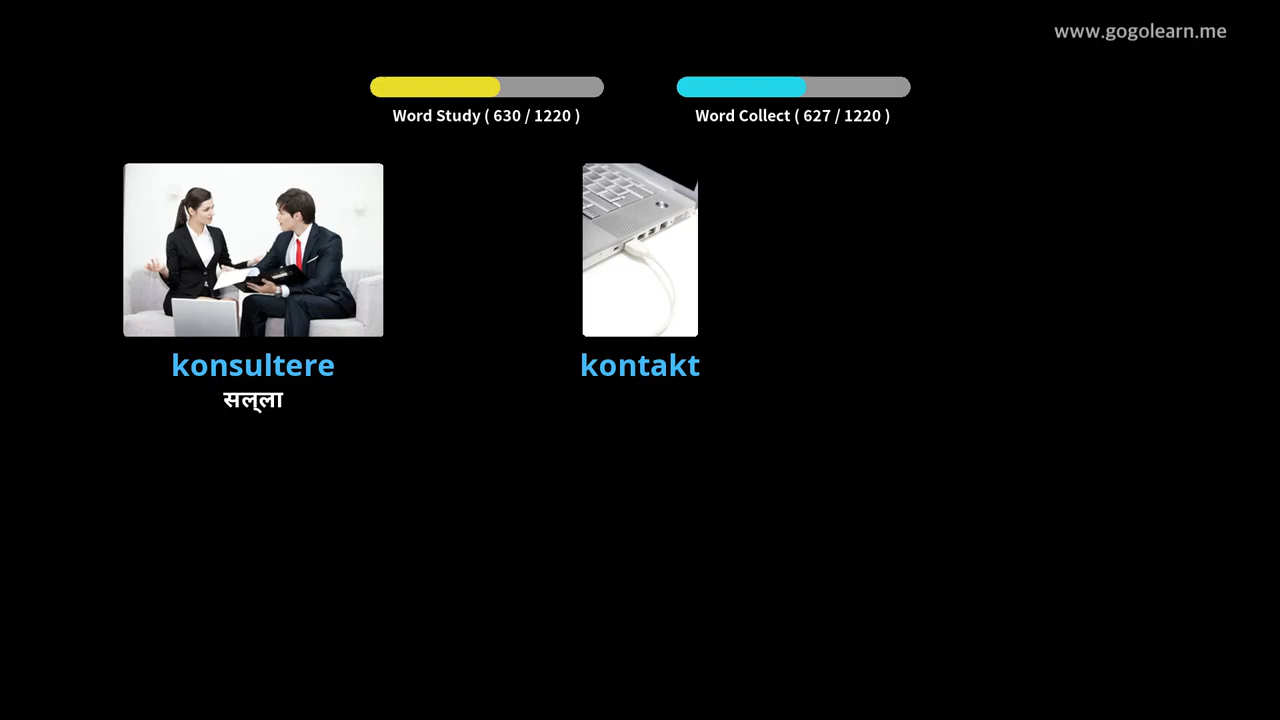 www.gogolearn.me
Word Study ( 630 / 1220 )
Word Collect ( 627 / 1220 )
konsultere
सल्ला
kontakt